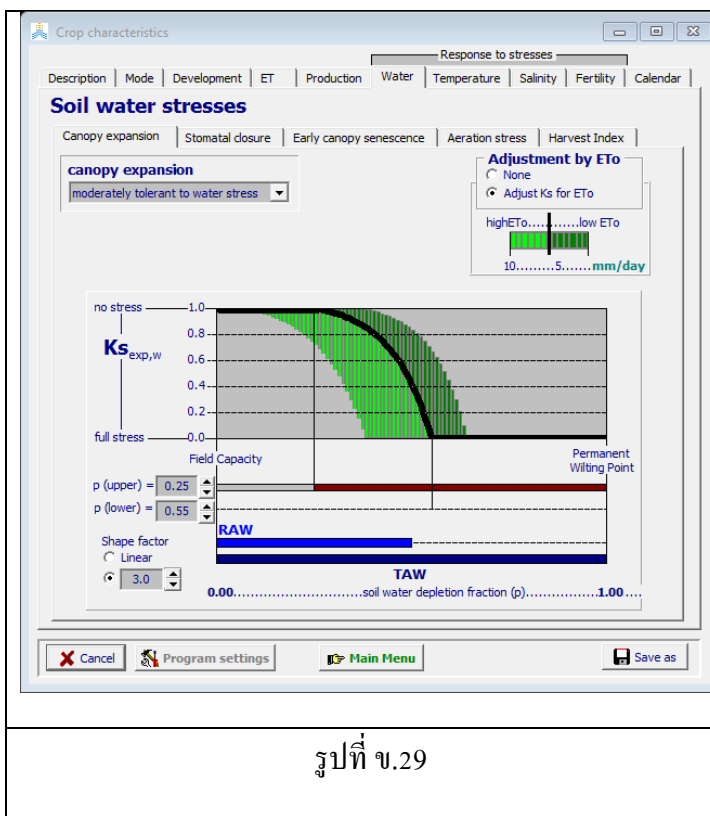 Crop characteristics
Response to stresses
Description Mode Development ET Production Water Temperature Salinity Fertility Calendar
Soil water stresses
Canopy expansion Stomatal closure Early canopy senescence Aeration stress Harvest Index
canopy expansion
moderately tolerant to water stress
Adjustment by ETo
None
Adjust Ks for ETo
highETo...........low ETo
10.........5......mm/day
no stress 1.0
0.8
Ksexp,w
0.6
0.4
0.2
full stress 0.0
Field Capacity
Permanent
Wilting Point
p (upper) = 0.25
p (lower) = 0.55
RAW
Shape factor
Linear
3.0
TAW
0.00..............................soil water depletion fraction (p)................1.00....
Cancel Program settings Main Menu Save as
รูปที่ ข.29